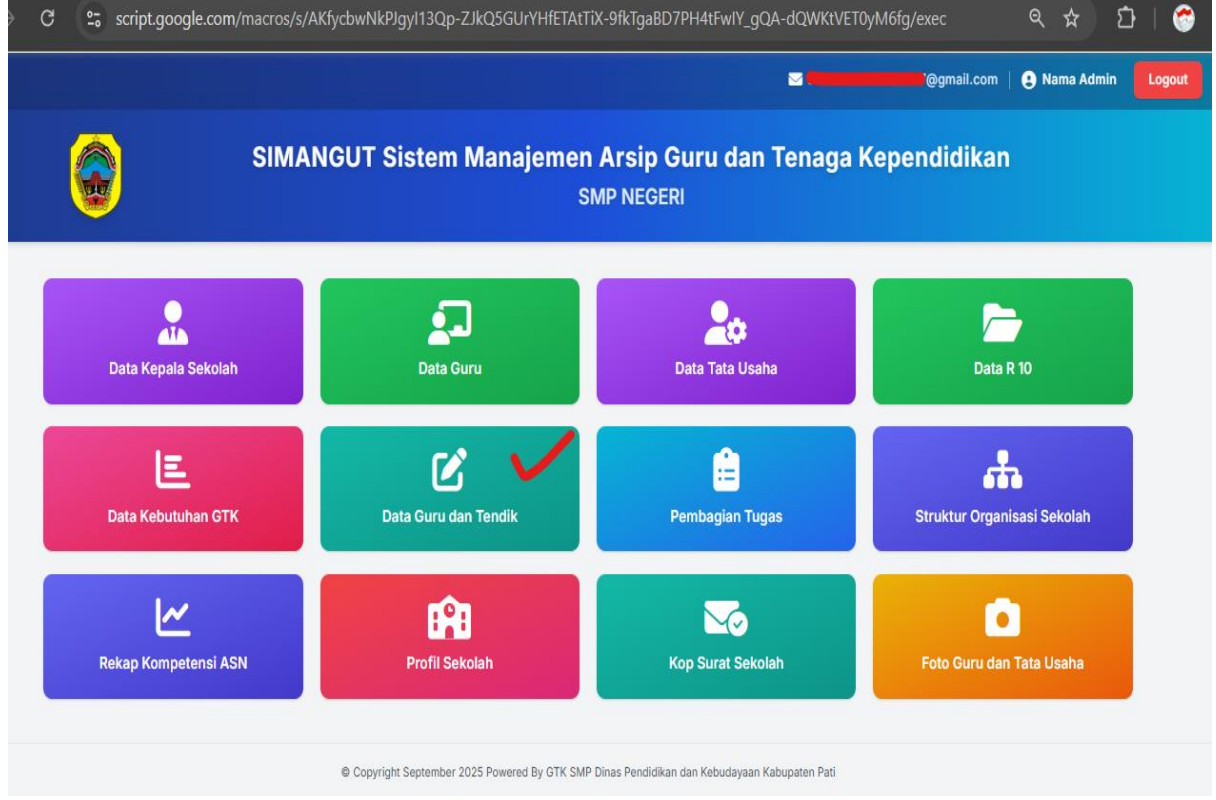 script.google.com/macros/s/AKfycbwNkPJgyI13Qp-ZJkQ5GUrYHfETAtTiX-9fkTgaBD7PH4tFwIY_gQA-dQWKtVET0yM6fg/exec
@gmail.com | Nama Admin Logout
SIMANGUT Sistem Manajemen Arsip Guru dan Tenaga Kependidikan
SMP NEGERI
Data Kepala Sekolah
Data Guru
Data Tata Usaha
Data R 10
Data Kebutuhan GTK
Data Guru dan Tendik
Pembagian Tugas
Struktur Organisasi Sekolah
Rekap Kompetensi ASN
Profil Sekolah
Kop Surat Sekolah
Foto Guru dan Tata Usaha
© Copyright September 2025 Powered By GTK SMP Dinas Pendidikan dan Kebudayaan Kabupaten Pati